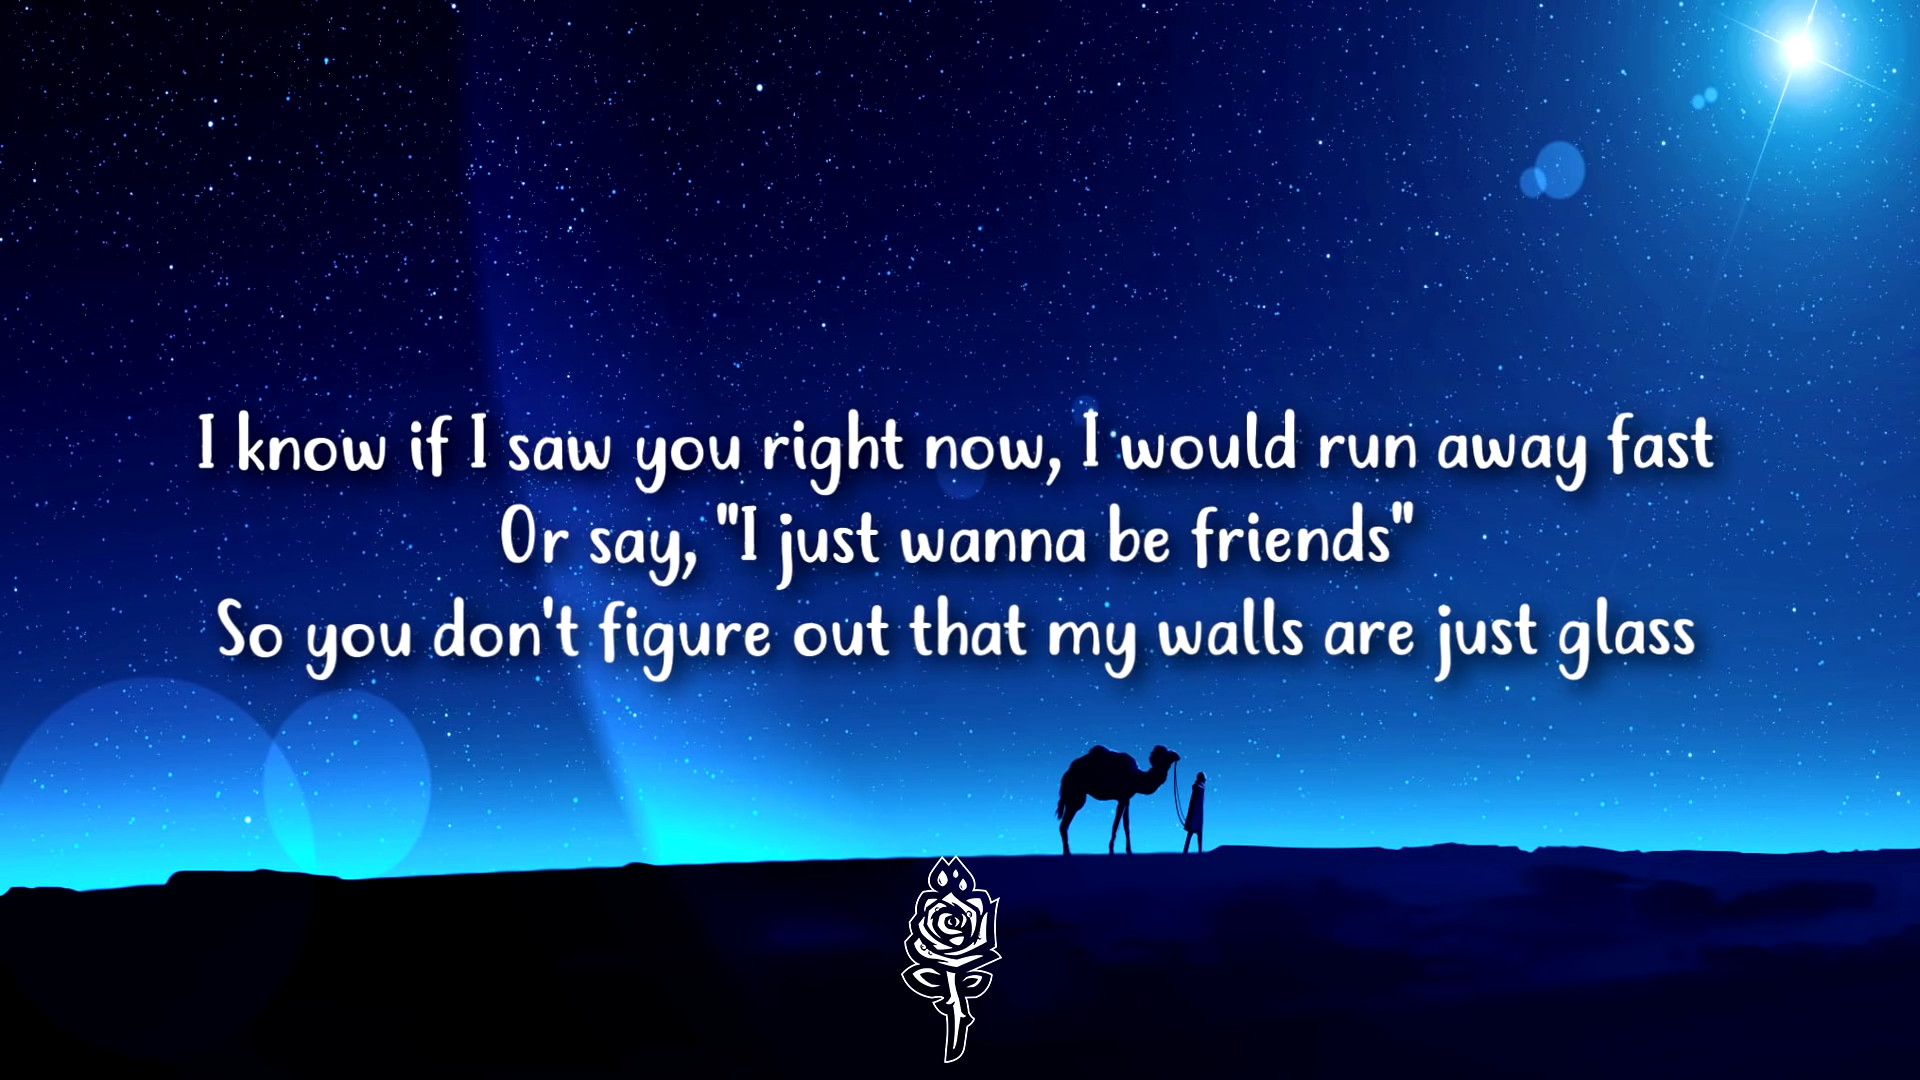 I know if I saw you right now, I would run away fast
Or say, "I just wanna be friends"
So you don't figure out that my walls are just glass